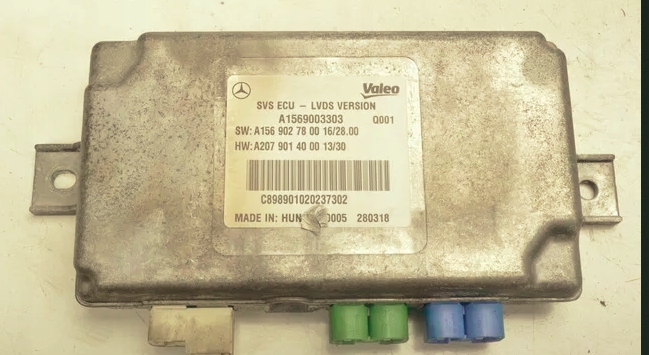 Valeo
SVS ECU - LVDS VERSION
A1569003303 Q001
SW: A156 902 78 00 16/28.00
HW: A207 901 40 00 13/30
C898901020237302
MADE IN: 0005 280318